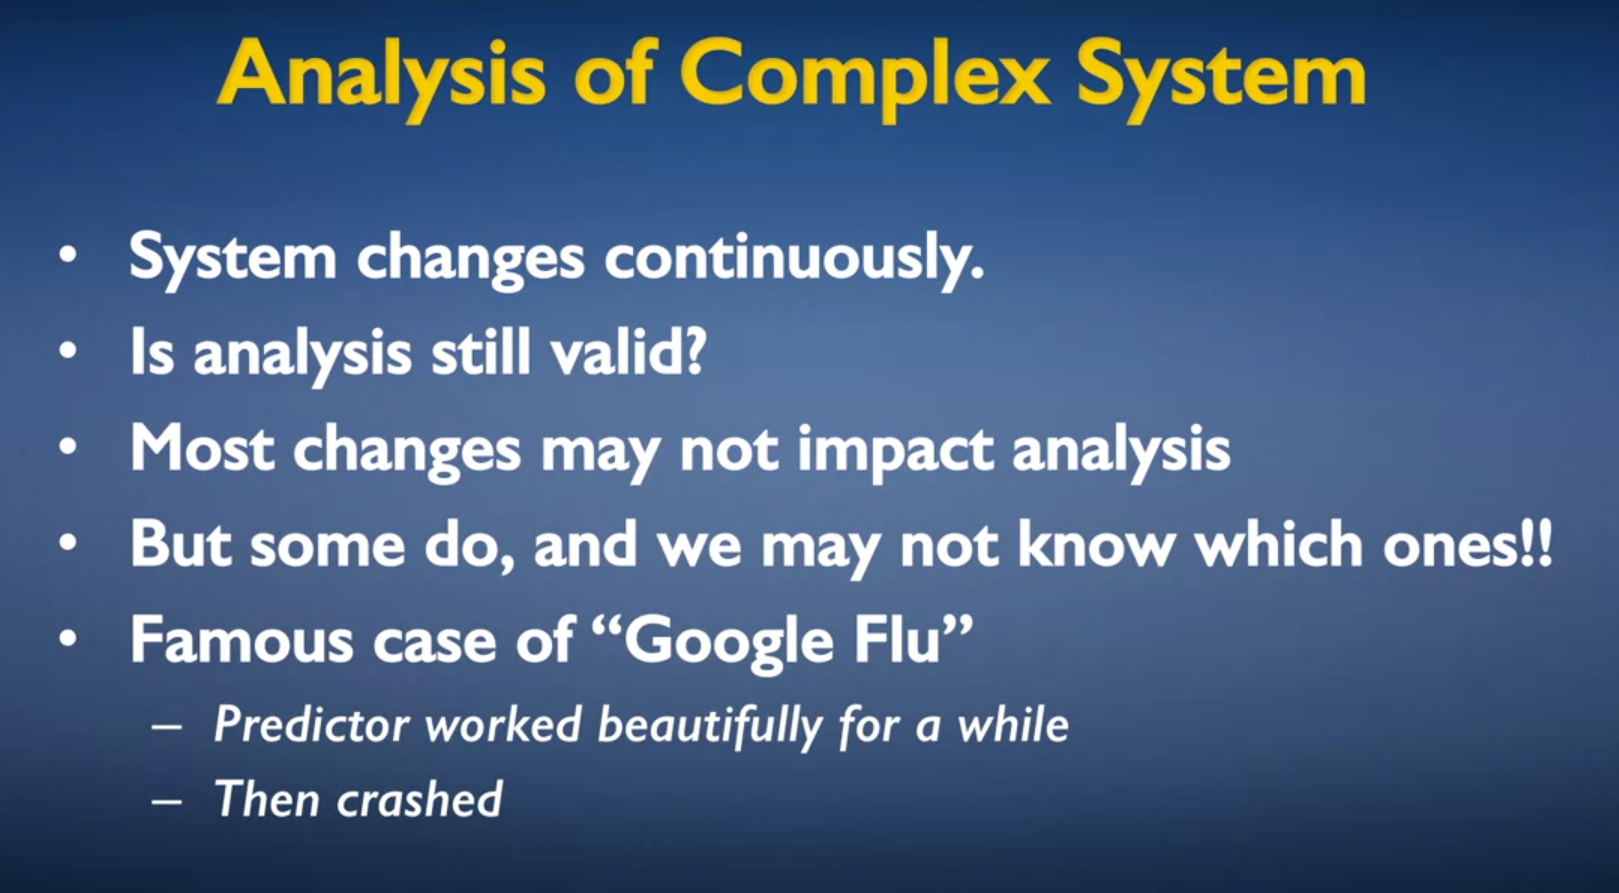 Analysis of Complex System
• System changes continuously.
• Is analysis still valid?
• Most changes may not impact analysis
• But some do, and we may not know which ones!!
• Famous case of “Google Flu”
– Predictor worked beautifully for a while
– Then crashed